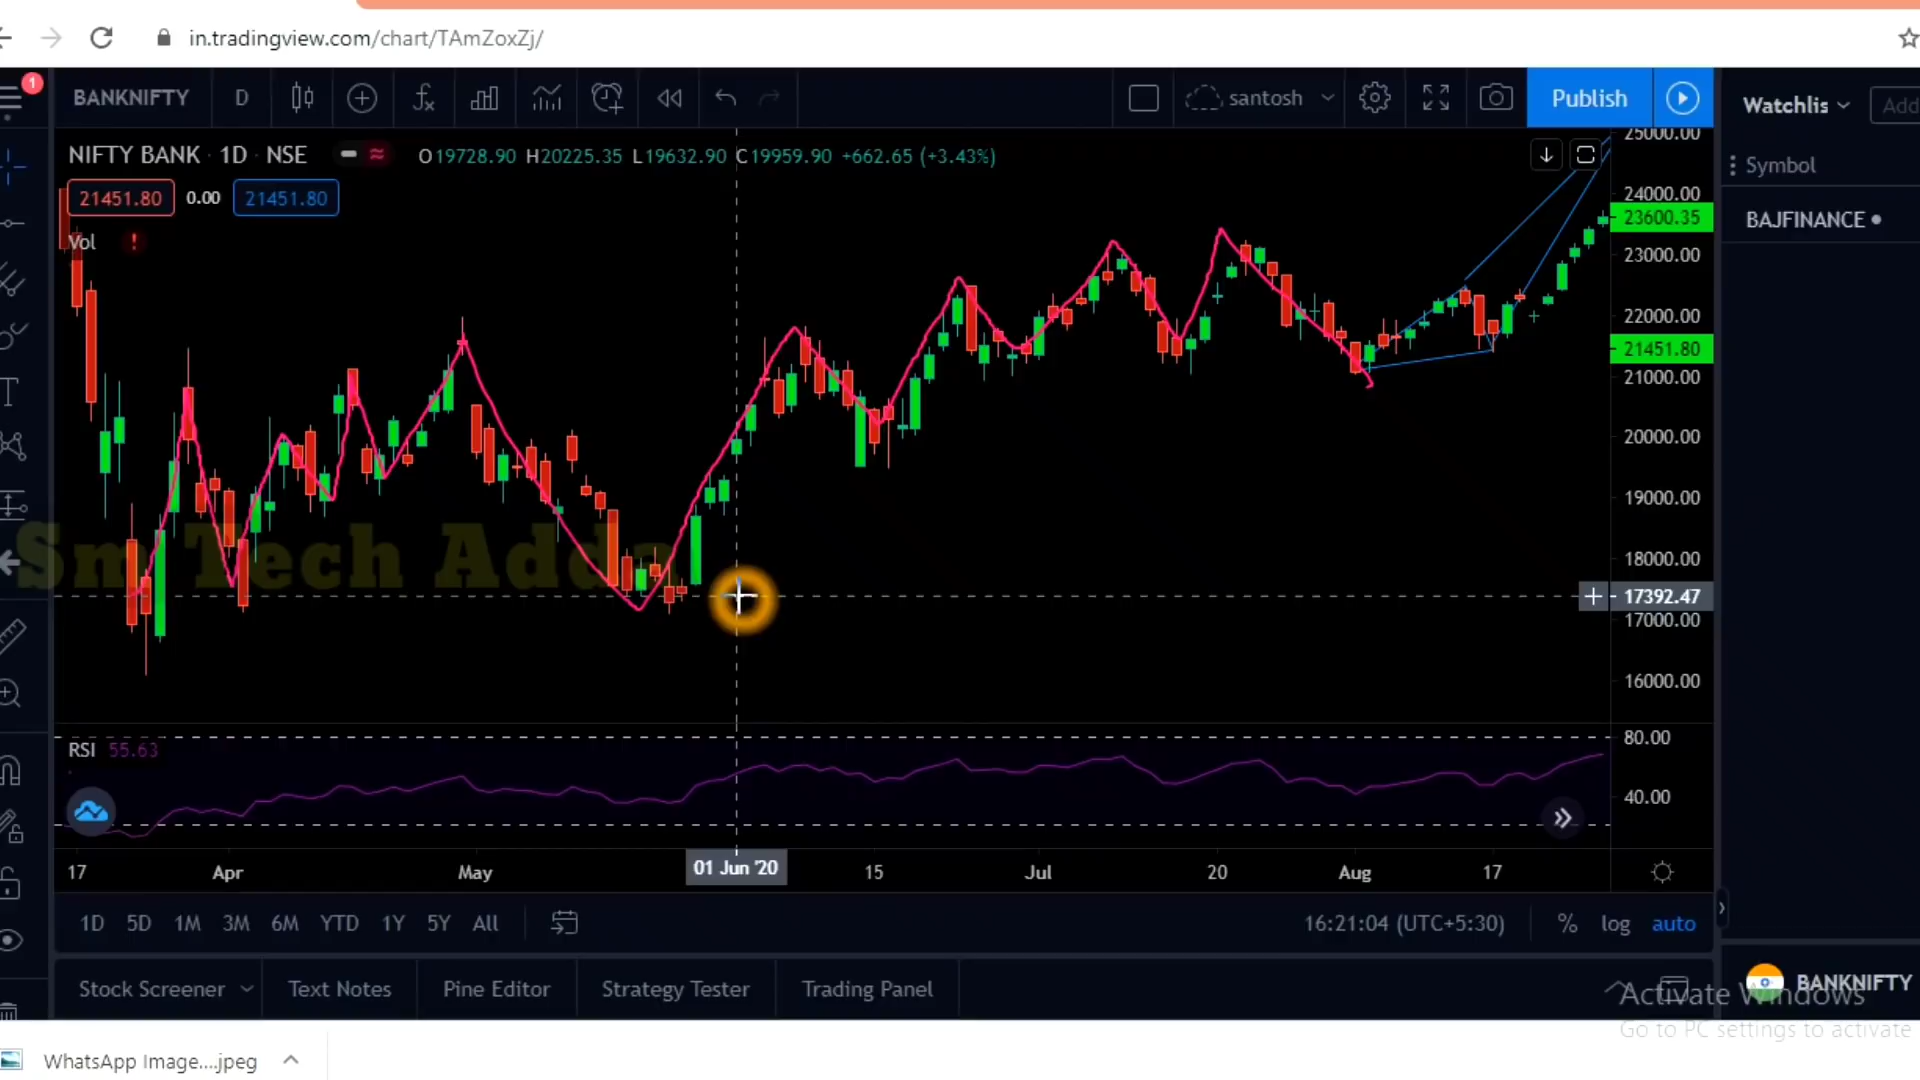 in.tradingview.com/chart/TAmZoxZj/
1
BANKNIFTY D santosh Publish Watchlis Add
NIFTY BANK · 1D · NSE O19728.90 H20225.35 L19632.90 C19959.90 +662.65 (+3.43%)
21451.80 0.00 21451.80
Vol !
Symbol
BAJFINANCE
25000.00
24000.00
23600.35
23000.00
22000.00
21451.80
21000.00
20000.00
19000.00
18000.00
17392.47
17000.00
16000.00
Sm Tech Adda
RSI 55.63
80.00
40.00
17 Apr May 01 Jun '20 15 Jul 20 Aug 17
1D 5D 1M 3M 6M YTD 1Y 5Y All 16:21:04 (UTC+5:30) % log auto
Stock Screener Text Notes Pine Editor Strategy Tester Trading Panel
BANKNIFTY
Activate Windows
Go to PC settings to activate
WhatsApp Image....jpeg